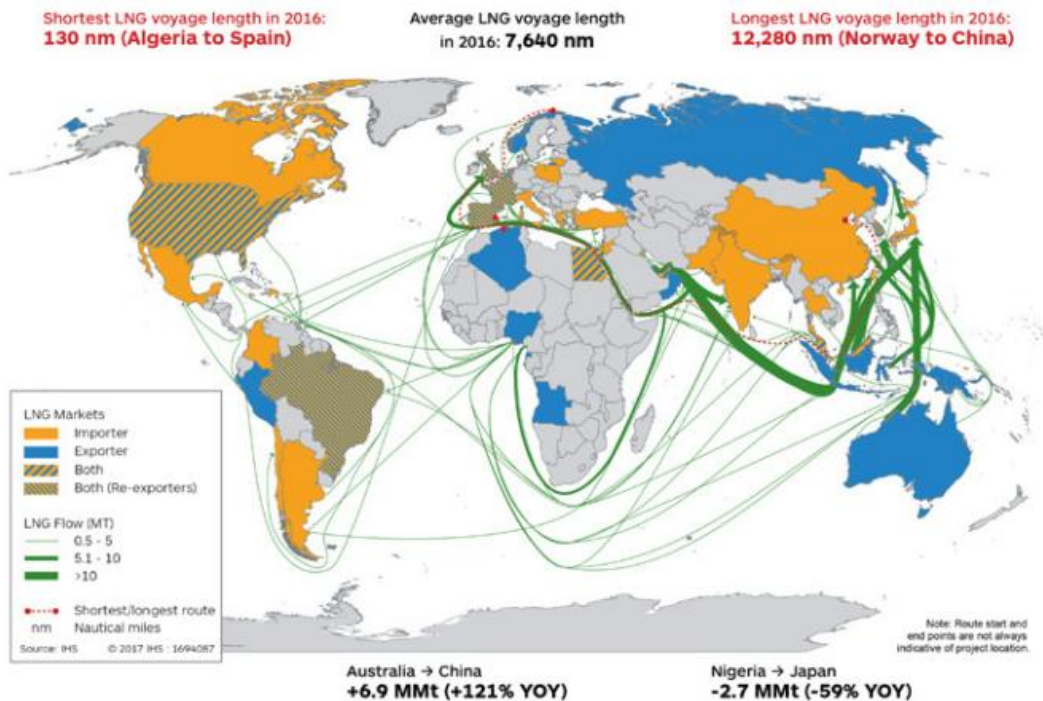 Shortest LNG voyage length in 2016:
130 nm (Algeria to Spain)
Average LNG voyage length
in 2016: 7,640 nm
Longest LNG voyage length in 2016:
12,280 nm (Norway to China)
LNG Markets
Importer
Exporter
Both
Both (Re-exporters)
LNG Flow (MT)
0.5 - 5
5.1 - 10
>10
Shortest/longest route
nm Nautical miles
Source: IHS © 2017 IHS : 1694087
Note: Route start and
end points are not always
indicative of project location.
Australia → China
+6.9 MMt (+121% YOY)
Nigeria → Japan
-2.7 MMt (-59% YOY)